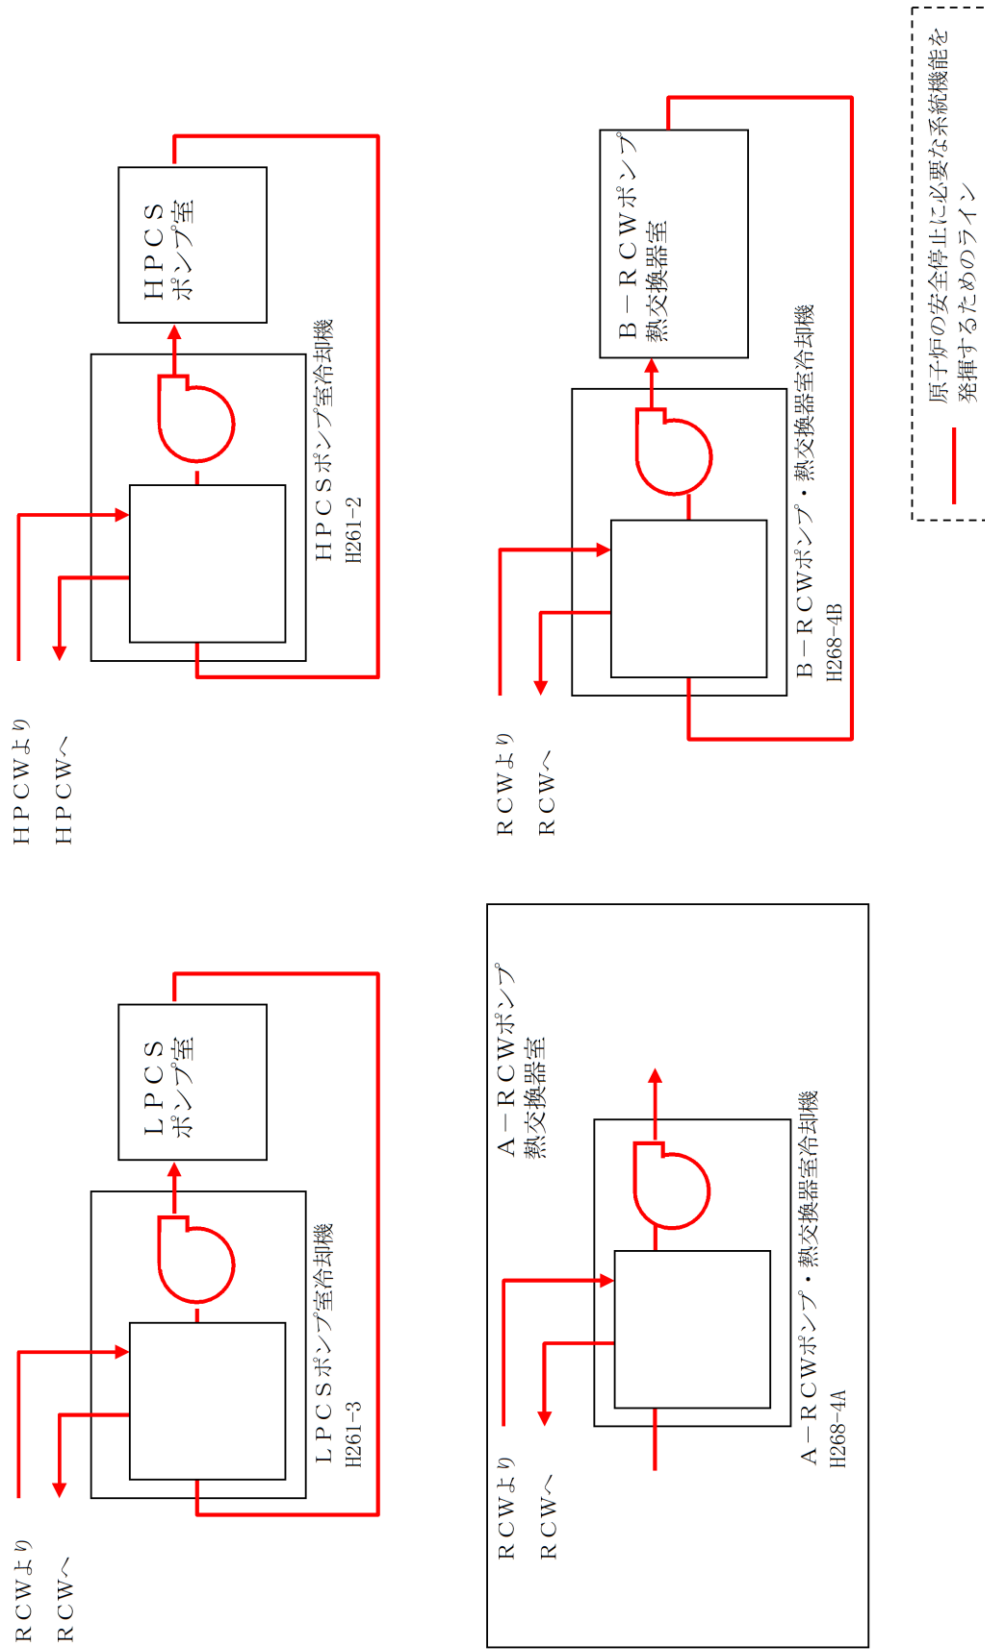 RCWより
RCWへ
LPCS
ポンプ室
LPCSポンプ室冷却機
H261-3
HPCWより
HPCWへ
HPCS
ポンプ室
HPCSポンプ室冷却機
H261-2
A－RCWポンプ
熱交換器室
RCWより
RCWへ
A－RCWポンプ・熱交換器室冷却機
H268-4A
RCWより
RCWへ
B－RCWポンプ
熱交換器室
B－RCWポンプ・熱交換器室冷却機
H268-4B
原子炉の安全停止に必要な系統機能を
発揮するためのライン